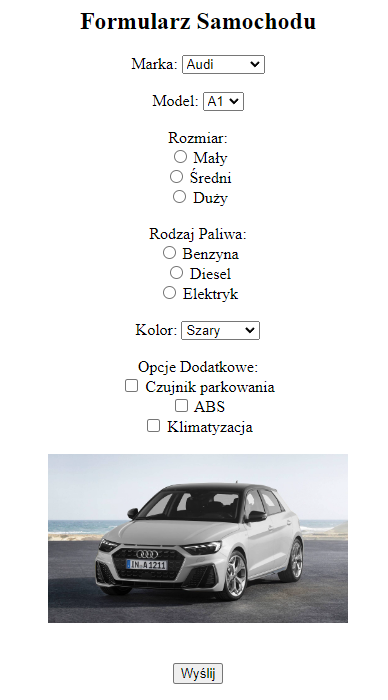 Formularz Samochodu
Marka: Audi
Model: A1
Rozmiar:
Mały
Średni
Duży
Rodzaj Paliwa:
Benzyna
Diesel
Elektryk
Kolor: Szary
Opcje Dodatkowe:
Czujnik parkowania
ABS
Klimatyzacja
IN·A1211
Wyślij